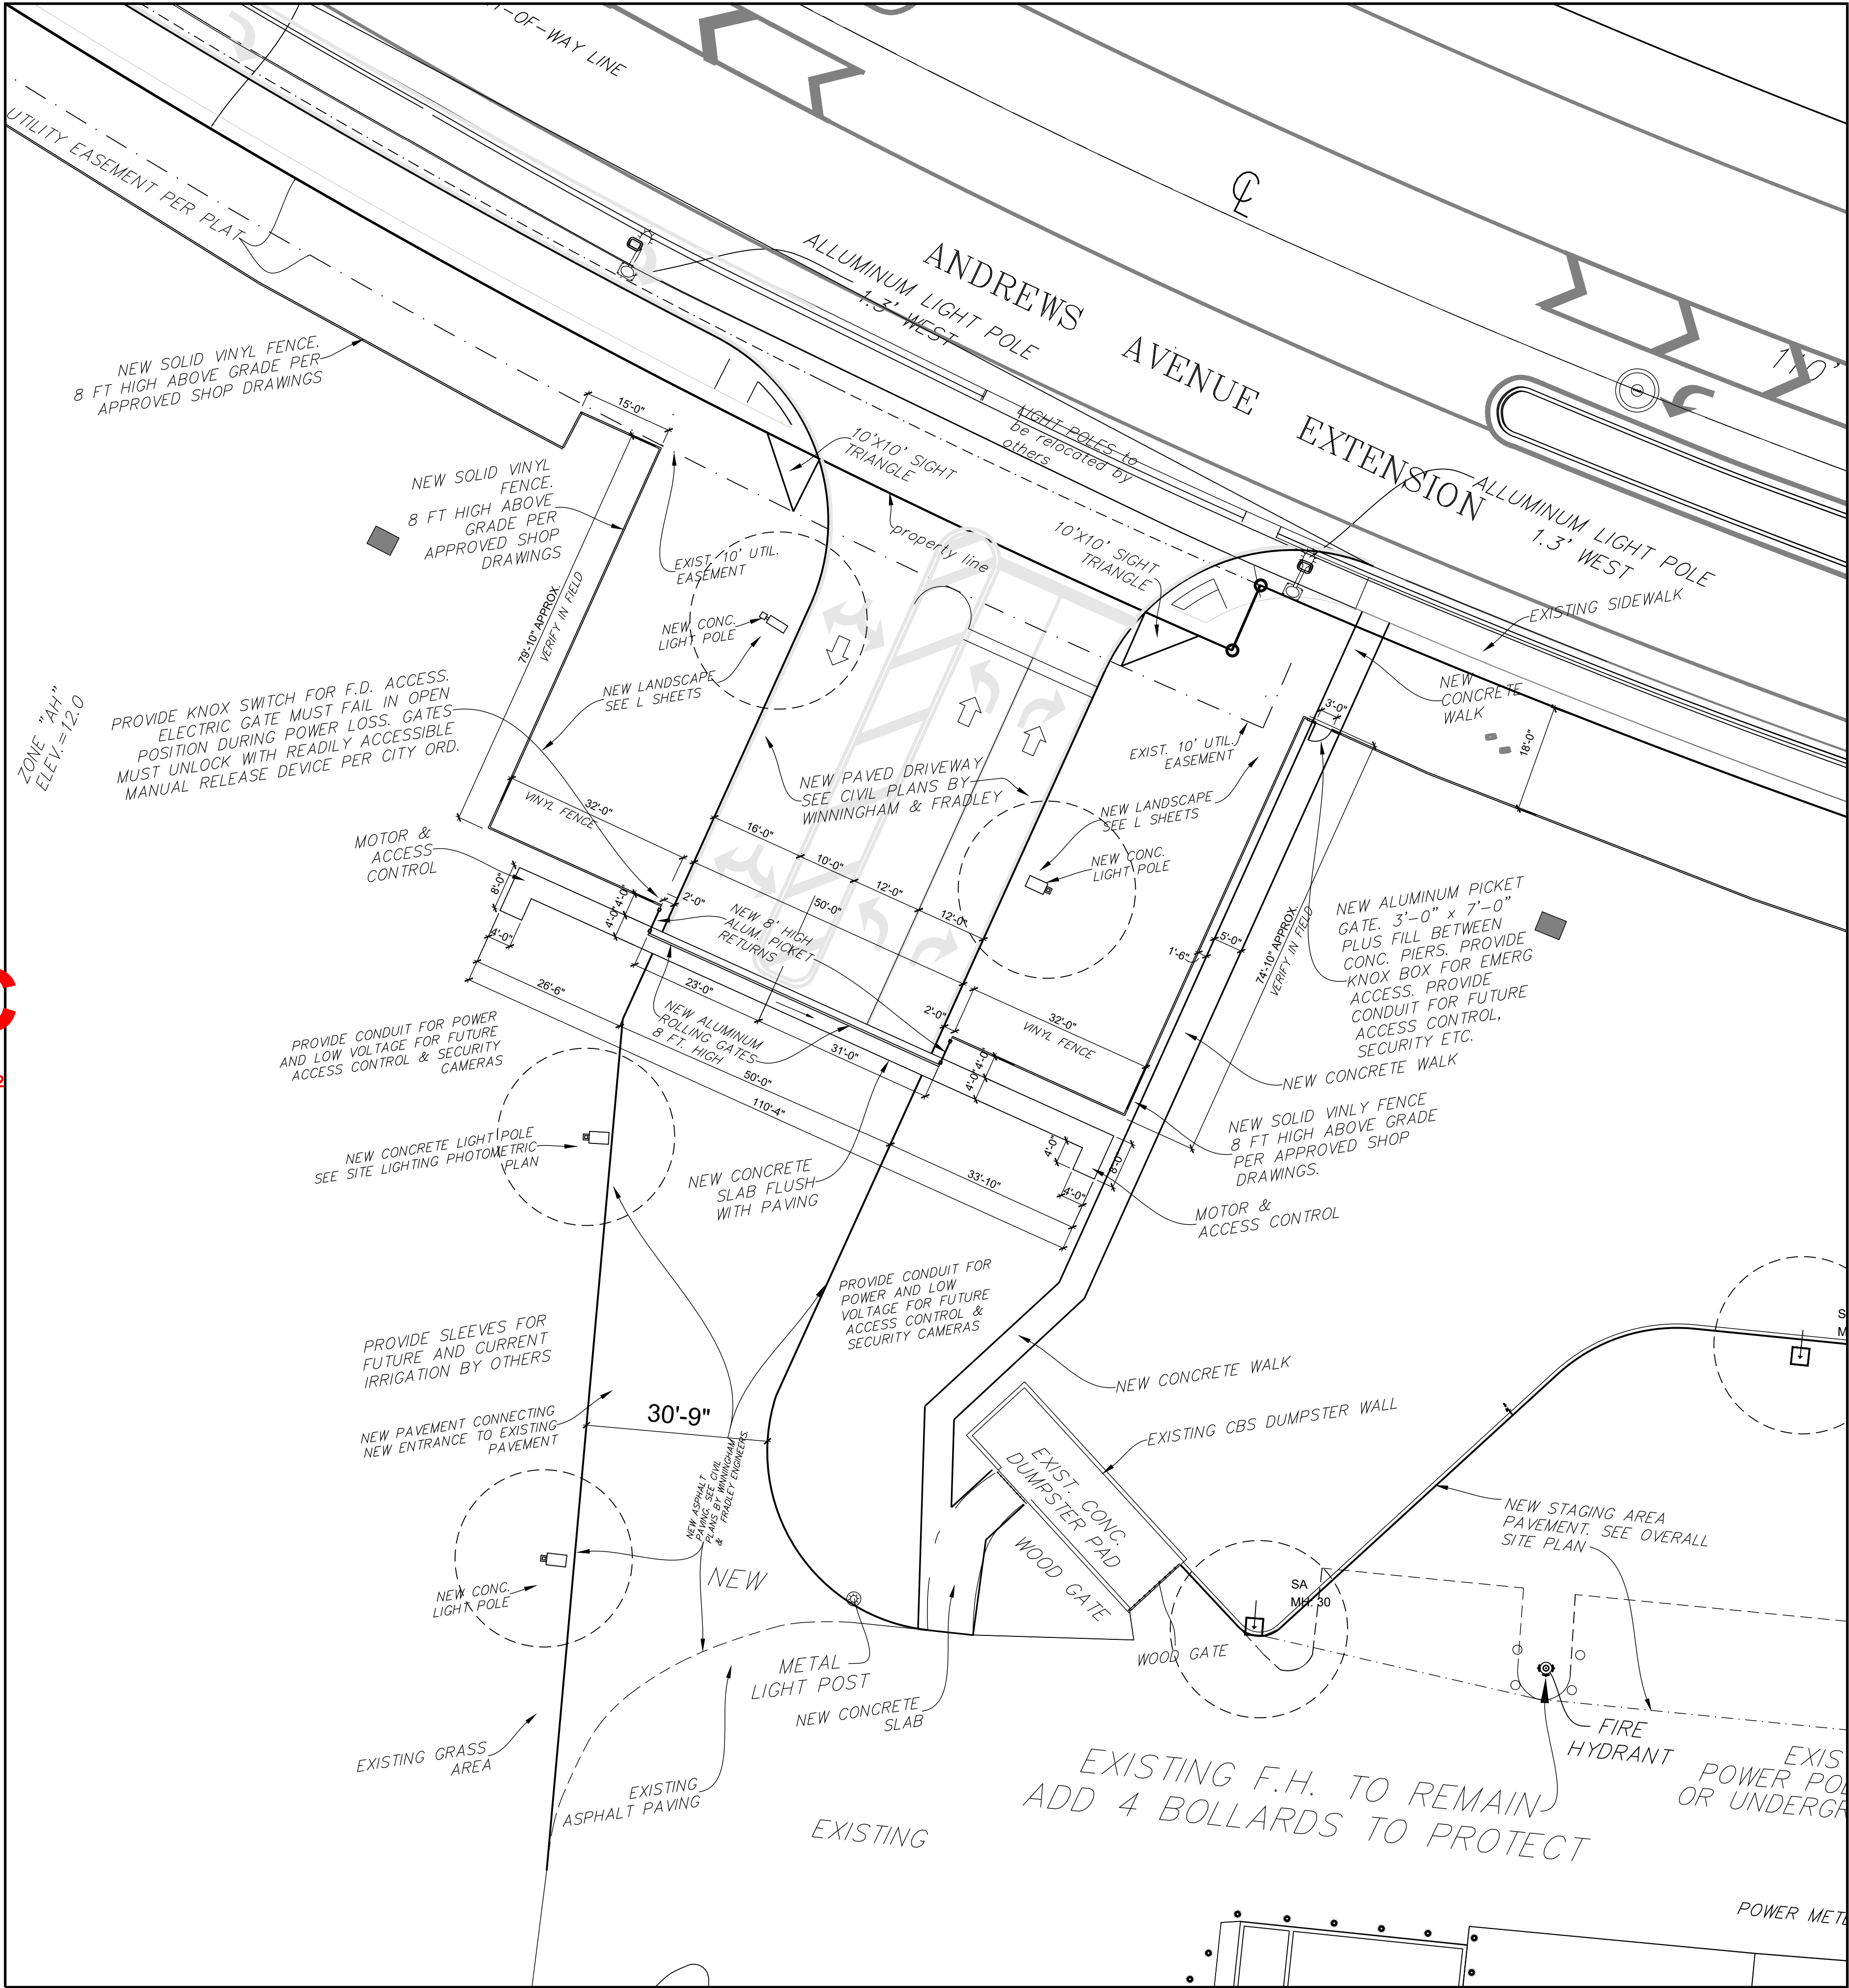 T-OF-WAY LINE
UTILITY EASEMENT PER PLAT
ANDREWS AVENUE EXTENSION
ALLUMINUM LIGHT POLE
1.3' WEST
110'
NEW SOLID VINYL FENCE.
8 FT HIGH ABOVE GRADE PER
APPROVED SHOP DRAWINGS
15'-0"
LIGHT POLES to
be relocated by
others
10'X10' SIGHT
TRIANGLE
ALLUMINUM LIGHT POLE
1.3' WEST
NEW SOLID VINYL
FENCE.
8 FT HIGH ABOVE
GRADE PER
APPROVED SHOP
DRAWINGS
EXIST. 10' UTIL.
EASEMENT
property line
10'X10' SIGHT
TRIANGLE
EXISTING SIDEWALK
79'-10" APPROX.
VERIFY IN FIELD
NEW CONC.
LIGHT POLE
NEW LANDSCAPE
SEE L SHEETS
NEW
CONCRETE
WALK
3'-0"
18'-0"
ZONE "AH"
ELEV.=12.0
PROVIDE KNOX SWITCH FOR F.D. ACCESS.
ELECTRIC GATE MUST FAIL IN OPEN
POSITION DURING POWER LOSS. GATES
MUST UNLOCK WITH READILY ACCESSIBLE
MANUAL RELEASE DEVICE PER CITY ORD.
EXIST. 10' UTIL.
EASEMENT
NEW PAVED DRIVEWAY
SEE CIVIL PLANS BY
WINNINGHAM & FRADLEY
NEW LANDSCAPE
SEE L SHEETS
32'-0"
VINYL FENCE
MOTOR &
ACCESS
CONTROL
16'-0"
10'-0"
12'-0"
12'-0"
50'-0"
NEW CONC.
LIGHT POLE
8'-0"
4'-0"
4'-0"
4'-0"
2'-0"
NEW 8' HIGH
ALUM. PICKET
RETURNS
NEW ALUMINUM PICKET
GATE. 3'-0" x 7'-0"
PLUS FILL BETWEEN
CONC. PIERS. PROVIDE
KNOX BOX FOR EMERG
ACCESS. PROVIDE
CONDUIT FOR FUTURE
ACCESS CONTROL,
SECURITY ETC.
1'-6"
5'-0"
74'-10" APPROX.
VERIFY IN FIELD
26'-6"
23'-0"
NEW ALUMINUM
ROLLING GATES
8 FT. HIGH
31'-0"
2'-0"
32'-0"
VINYL FENCE
4'-0"
4'-0"
50'-0"
110'-4"
PROVIDE CONDUIT FOR POWER
AND LOW VOLTAGE FOR FUTURE
ACCESS CONTROL & SECURITY
CAMERAS
2
NEW CONCRETE WALK
NEW SOLID VINLY FENCE
8 FT HIGH ABOVE GRADE
PER APPROVED SHOP
DRAWINGS.
NEW CONCRETE LIGHT POLE
SEE SITE LIGHTING PHOTOMETRIC
PLAN
NEW CONCRETE
SLAB FLUSH
WITH PAVING
33'-10"
4'-0"
4'-0"
8'-0"
MOTOR &
ACCESS CONTROL
PROVIDE CONDUIT FOR
POWER AND LOW
VOLTAGE FOR FUTURE
ACCESS CONTROL &
SECURITY CAMERAS
PROVIDE SLEEVES FOR
FUTURE AND CURRENT
IRRIGATION BY OTHERS
NEW CONCRETE WALK
30'-9"
NEW PAVEMENT CONNECTING
NEW ENTRANCE TO EXISTING
PAVEMENT
EXISTING CBS DUMPSTER WALL
NEW ASPHALT
PAVING. SEE CIVIL
PLANS BY WINNINGHAM
& FRADLEY ENGINEERS.
EXIST. CONC.
DUMPSTER PAD
NEW STAGING AREA
PAVEMENT. SEE OVERALL
SITE PLAN
WOOD GATE
NEW
NEW CONC.
LIGHT POLE
SA
MH: 30
S
M
WOOD GATE
METAL
LIGHT POST
NEW CONCRETE
SLAB
FIRE
HYDRANT
EXISTING GRASS
AREA
EXISTING
ASPHALT PAVING
EXISTING
EXISTING F.H. TO REMAIN
ADD 4 BOLLARDS TO PROTECT
EXIS
POWER POL
OR UNDERGR
POWER METE